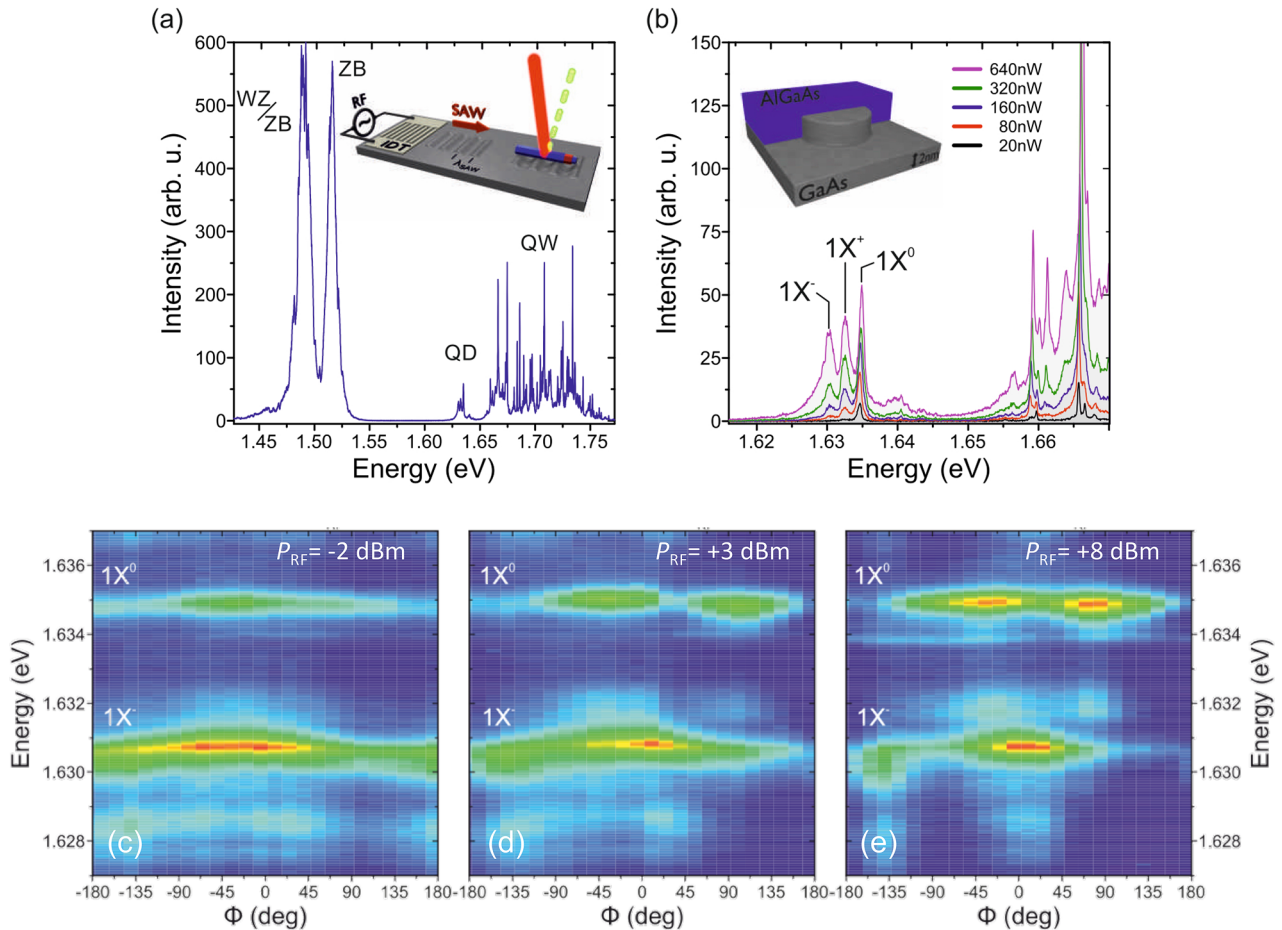 (a)
600
500
400
300
200
100
0
Intensity (arb. u.)
WZ/ZB
ZB
RF
SAW
IDT
λSAW
QD
QW
1.45 1.50 1.55 1.60 1.65 1.70 1.75
Energy (eV)
(b)
150
125
100
75
50
25
0
Intensity (arb. u.)
AlGaAs
GaAs
2nm
640nW
320nW
160nW
80nW
20nW
1X⁻
1X⁺
1X⁰
1.62 1.63 1.64 1.65 1.66
Energy (eV)
Energy (eV)
1.636
1.634
1.632
1.630
1.628
PRF= -2 dBm
1X⁰
1X⁻
(c)
-180 -135 -90 -45 0 45 90 135 180
Φ (deg)
PRF= +3 dBm
1X⁰
1X⁻
(d)
-180 -135 -90 -45 0 45 90 135 180
Φ (deg)
PRF= +8 dBm
1X⁰
1X⁻
(e)
-180 -135 -90 -45 0 45 90 135 180
Φ (deg)
1.636
1.634
1.632
1.630
1.628
Energy (eV)